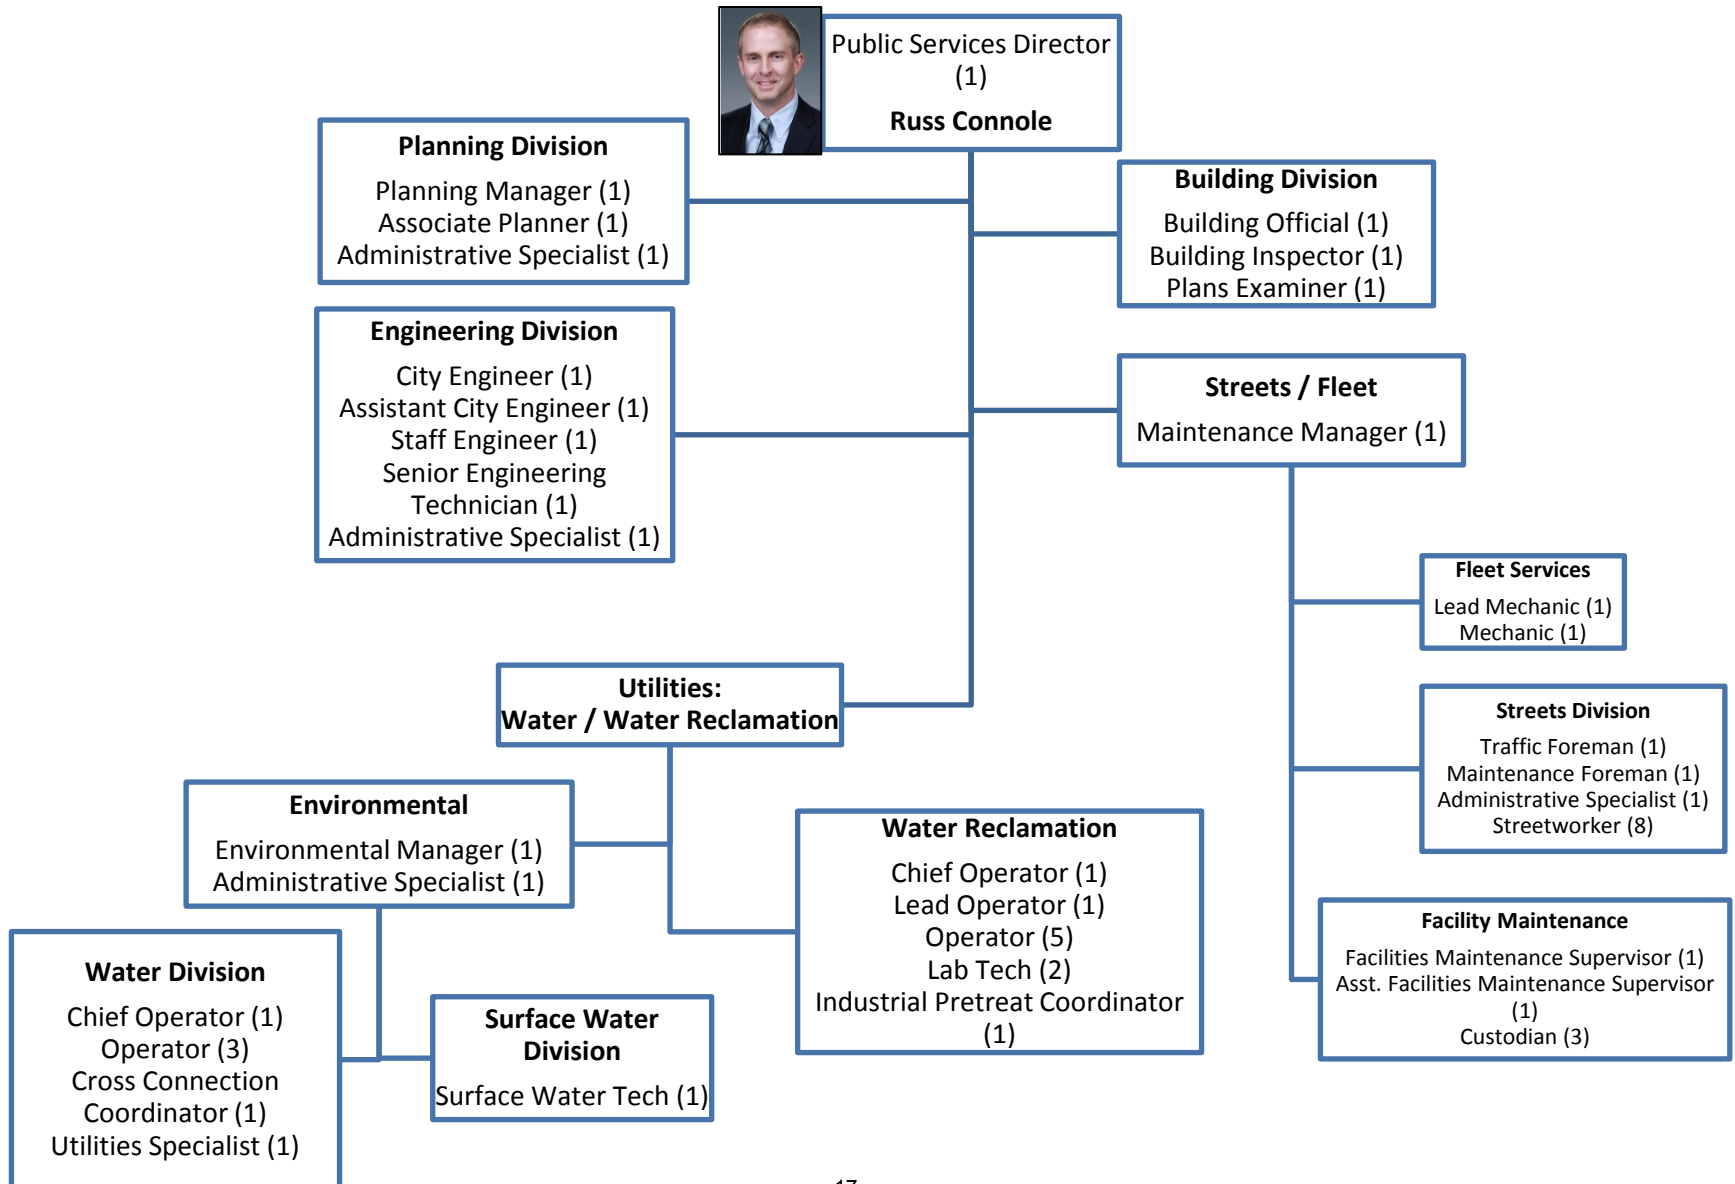 Public Services Director
(1)
Russ Connole
Planning Division
Planning Manager (1)
Associate Planner (1)
Administrative Specialist (1)
Building Division
Building Official (1)
Building Inspector (1)
Plans Examiner (1)
Engineering Division
City Engineer (1)
Assistant City Engineer (1)
Staff Engineer (1)
Senior Engineering
Technician (1)
Administrative Specialist (1)
Streets / Fleet
Maintenance Manager (1)
Fleet Services
Lead Mechanic (1)
Mechanic (1)
Streets Division
Traffic Foreman (1)
Maintenance Foreman (1)
Administrative Specialist (1)
Streetworker (8)
Facility Maintenance
Facilities Maintenance Supervisor (1)
Asst. Facilities Maintenance Supervisor
(1)
Custodian (3)
Utilities:
Water / Water Reclamation
Environmental
Environmental Manager (1)
Administrative Specialist (1)
Water Reclamation
Chief Operator (1)
Lead Operator (1)
Operator (5)
Lab Tech (2)
Industrial Pretreat Coordinator
(1)
Water Division
Chief Operator (1)
Operator (3)
Cross Connection
Coordinator (1)
Utilities Specialist (1)
Surface Water
Division
Surface Water Tech (1)
17